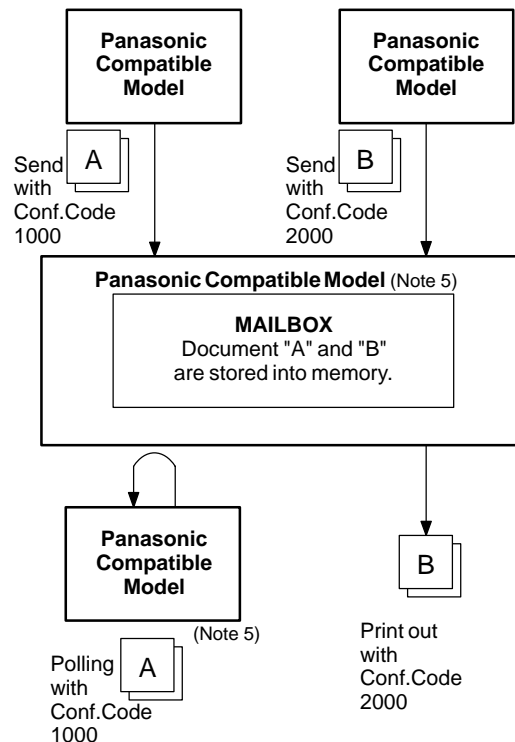 Panasonic
Compatible
Model
Panasonic
Compatible
Model
A
Send
with
Conf.Code
1000
B
Send
with
Conf.Code
2000
Panasonic Compatible Model (Note 5)
MAILBOX
Document "A" and "B"
are stored into memory.
Panasonic
Compatible
Model
(Note 5)
A
Polling
with
Conf.Code
1000
B
Print out
with
Conf.Code
2000